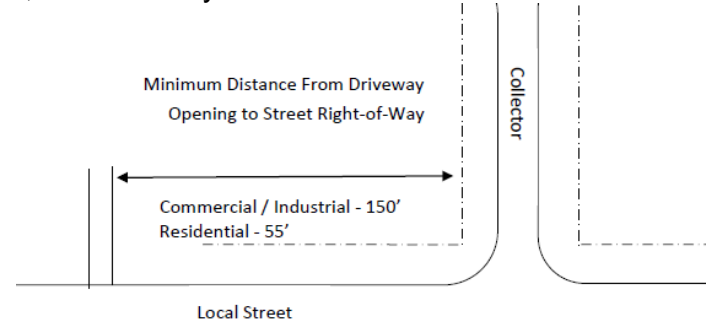 Minimum Distance From Driveway
Opening to Street Right-of-Way
Collector
Commercial / Industrial - 150’
Residential - 55’
Local Street